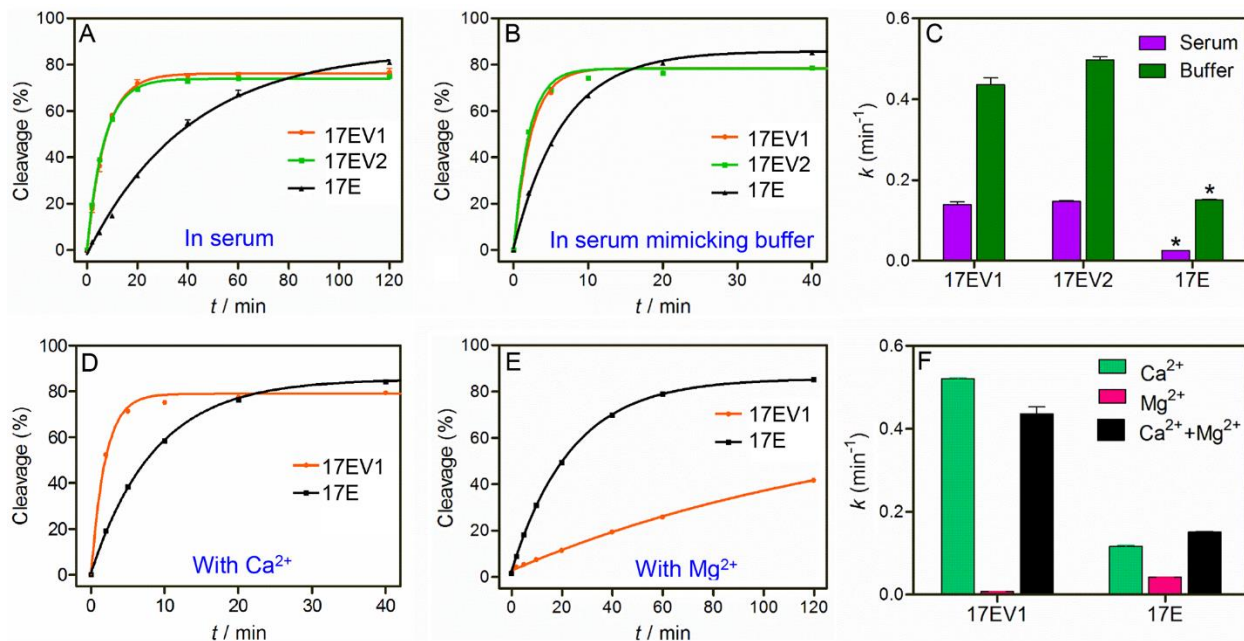 A
100
80
60
40
20
0
Cleavage (%)
17EV1
17EV2
17E
In serum
0 20 40 60 80 100 120
t / min
B
100
80
60
40
20
0
Cleavage (%)
17EV1
17EV2
17E
In serum mimicking buffer
0 10 20 30 40
t / min
C
0.6
0.4
0.2
0.0
k (min⁻¹)
Serum
Buffer
*
*
17EV1 17EV2 17E
D
100
80
60
40
20
0
Cleavage (%)
17EV1
17E
With Ca²⁺
0 10 20 30 40
t / min
E
100
80
60
40
20
0
Cleavage (%)
17EV1
17E
With Mg²⁺
0 20 40 60 80 100 120
t / min
F
0.6
0.4
0.2
0.0
k (min⁻¹)
Ca²⁺
Mg²⁺
Ca²⁺+Mg²⁺
17EV1 17E